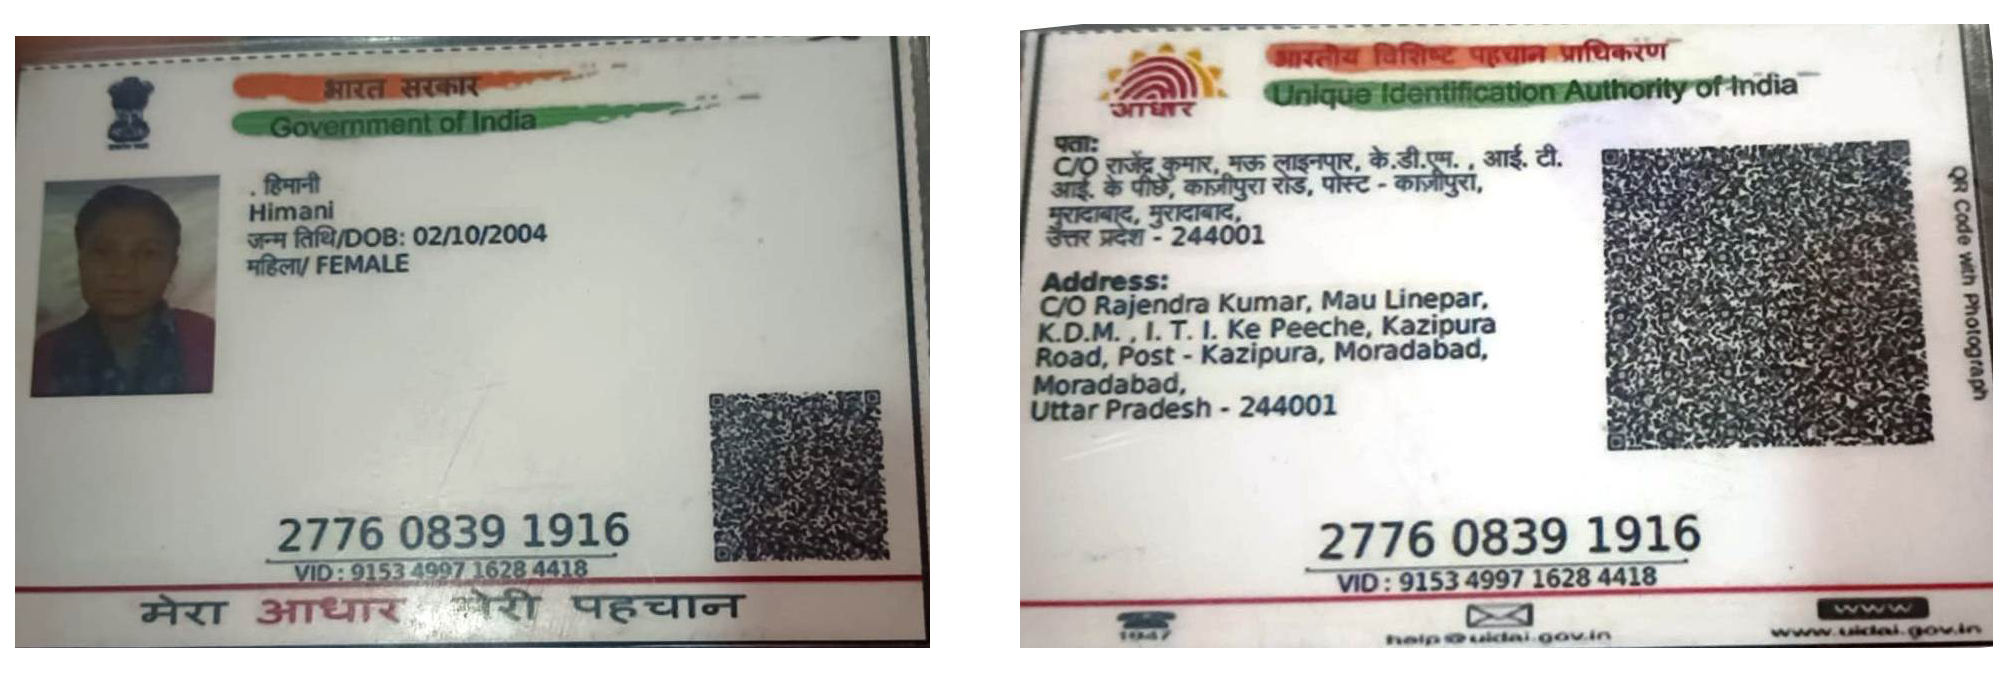 भारत सरकार
Government of India
. हिमानी
Himani
जन्म तिथि/DOB: 02/10/2004
महिला/ FEMALE
2776 0839 1916
VID : 9153 4997 1628 4418
मेरा आधार मेरी पहचान
भारतीय विशिष्ट पहचान प्राधिकरण
Unique Identification Authority of India
आधार
पता:
C/O राजेंद्र कुमार, मऊ लाइनपार, के.डी.एम. , आई. टी.
आई. के पीछे, काज़ीपुरा रोड, पोस्ट - काज़ीपुरा,
मुरादाबाद, मुरादाबाद,
उत्तर प्रदेश - 244001
Address:
C/O Rajendra Kumar, Mau Linepar,
K.D.M. , I. T. I. Ke Peeche, Kazipura
Road, Post - Kazipura, Moradabad,
Moradabad,
Uttar Pradesh - 244001
QR Code with Photograph
2776 0839 1916
VID : 9153 4997 1628 4418
1947
help@uidai.gov.in
www
www.uidai.gov.in